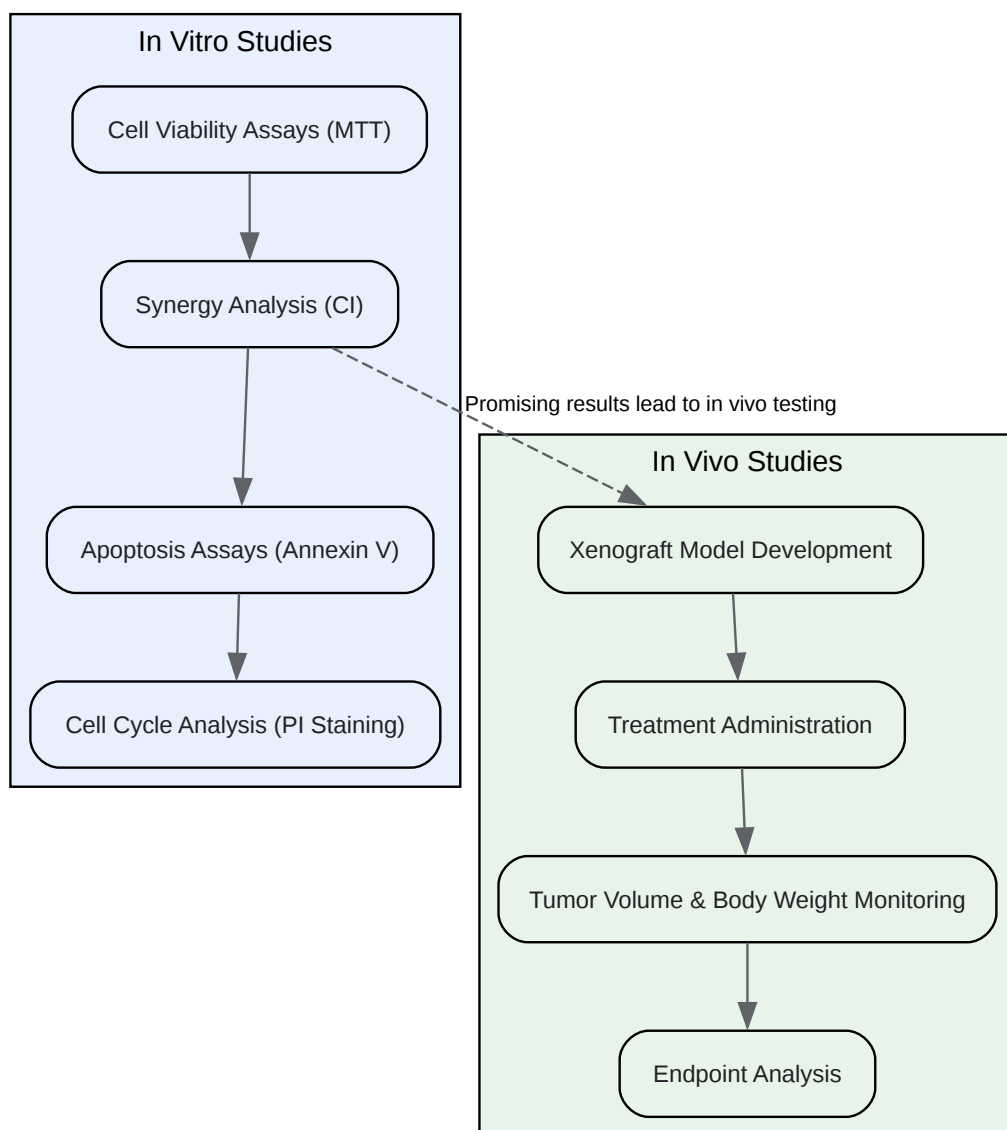 In Vitro Studies
Cell Viability Assays (MTT)
Synergy Analysis (CI)
Promising results lead to in vivo testing
In Vivo Studies
Apoptosis Assays (Annexin V)
Xenograft Model Development
Cell Cycle Analysis (PI Staining)
Treatment Administration
Tumor Volume & Body Weight Monitoring
Endpoint Analysis